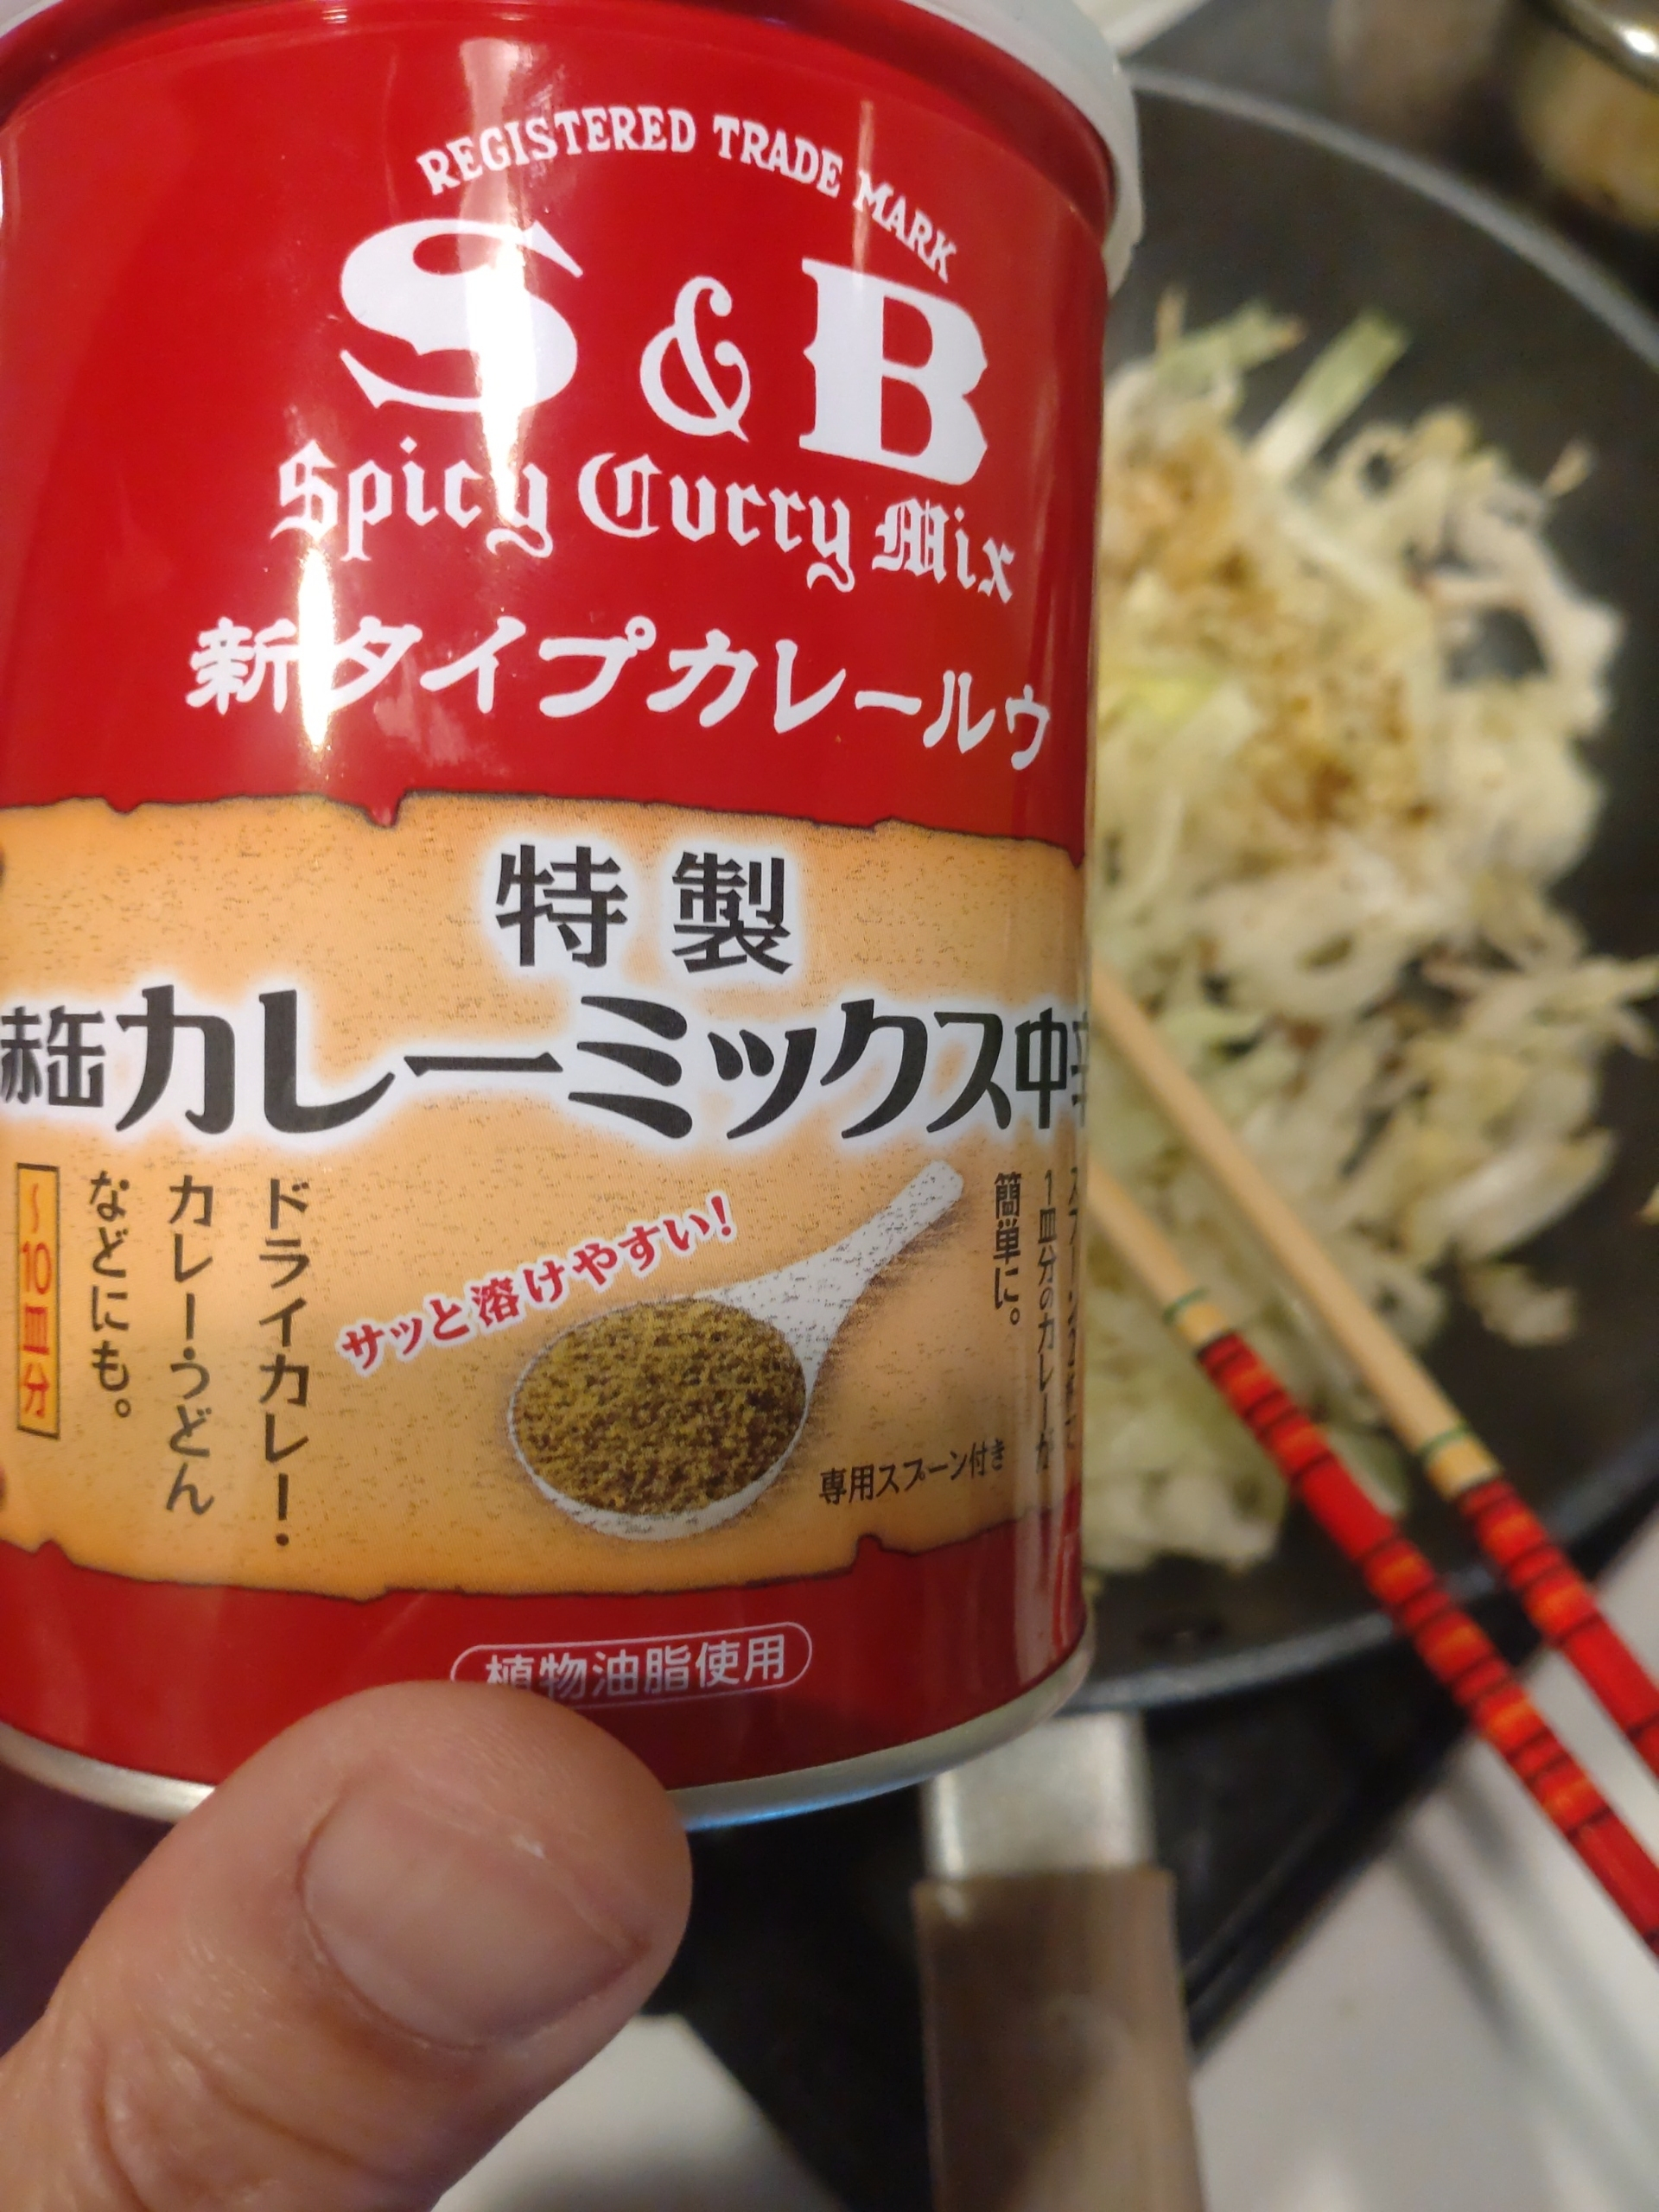 REGISTERED TRADE MARK
S & B
Spicy Curry Mix
新タイプカレールウ
特製
赤缶カレーミックス中辛
1皿分のカレーが
簡単に。
サッと溶けやすい!
専用スプーン付き
ドライカレー・
カレーうどん
などにも。
~10皿分
植物油脂使用